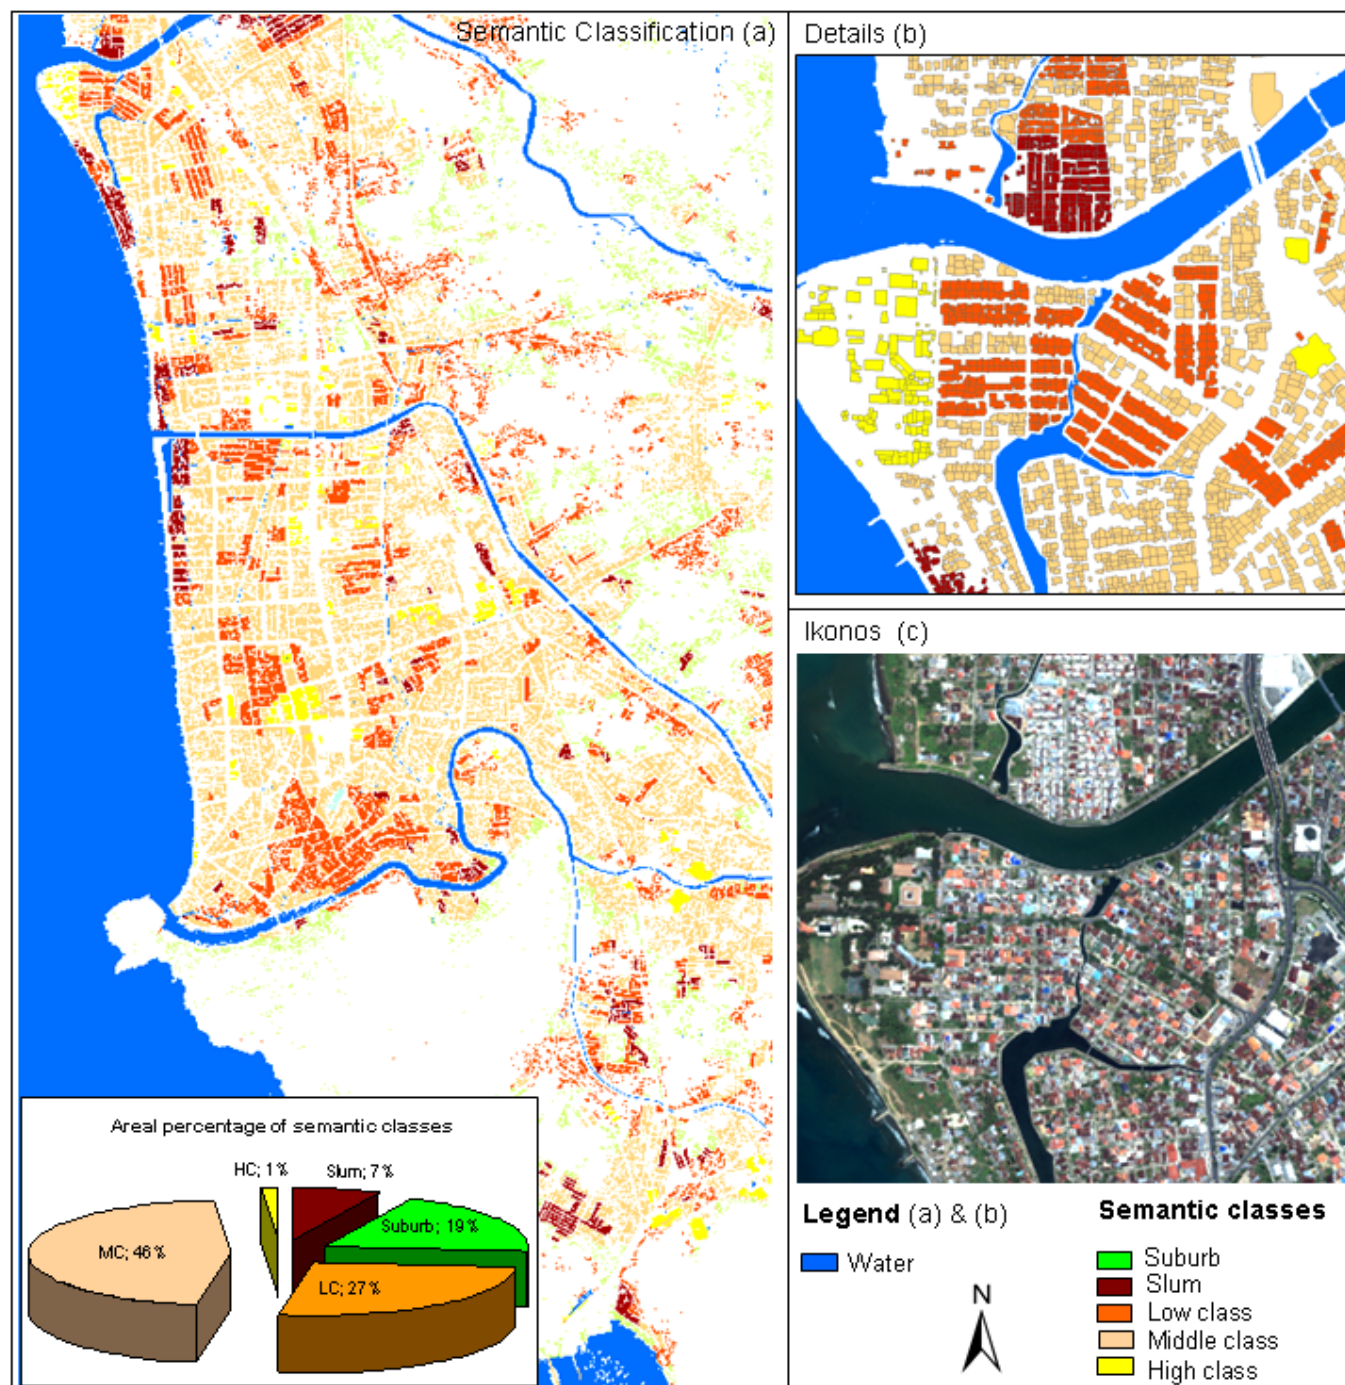 Semantic Classification (a)
Details (b)
Ikonos (c)
Areal percentage of semantic classes
HC; 1 %
Slum; 7 %
Suburb; 19 %
MC; 46 %
LC; 27 %
Legend (a) & (b)
Water
N
Semantic classes
Suburb
Slum
Low class
Middle class
High class